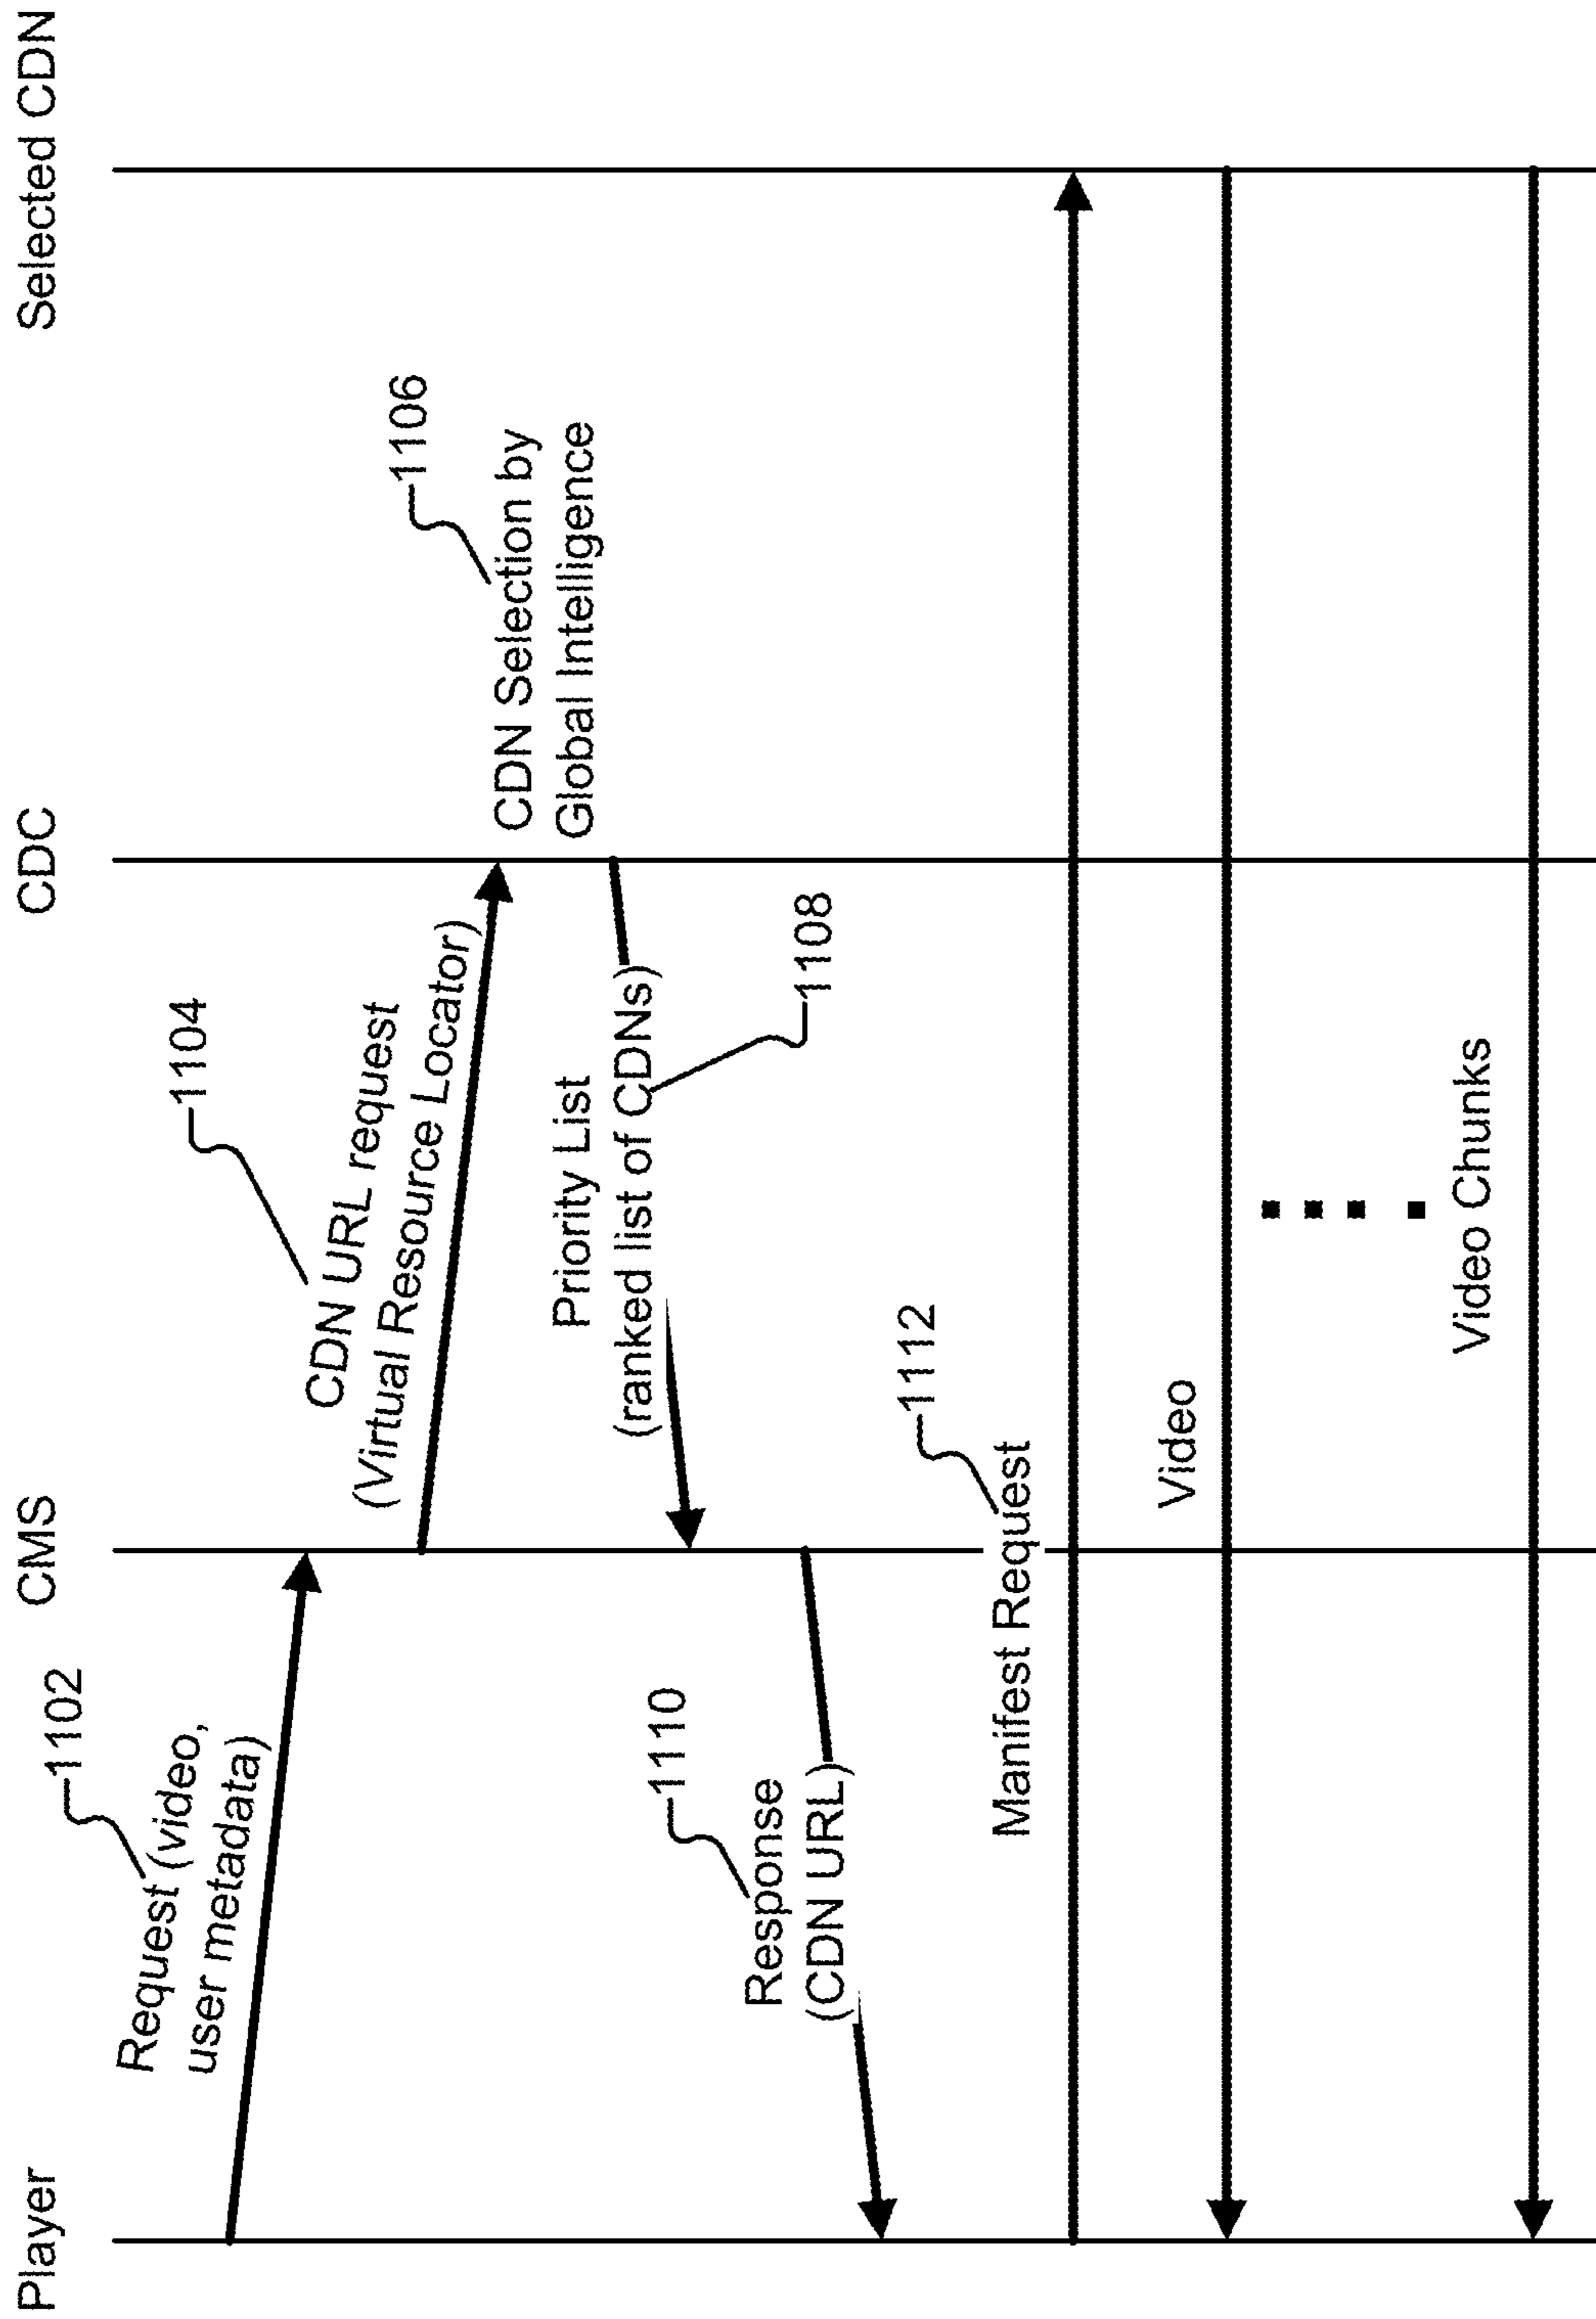 Player
CMS
CDC
Selected CDN
1102
Request (video,
user metadata)
1104
CDN URL request
(Virtual Resource Locator)
1106
CDN Selection by
Global Intelligence
Priority List
(ranked list of CDNs)
1108
1110
Response
(CDN URL)
1112
Manifest Request
Video
Video Chunks